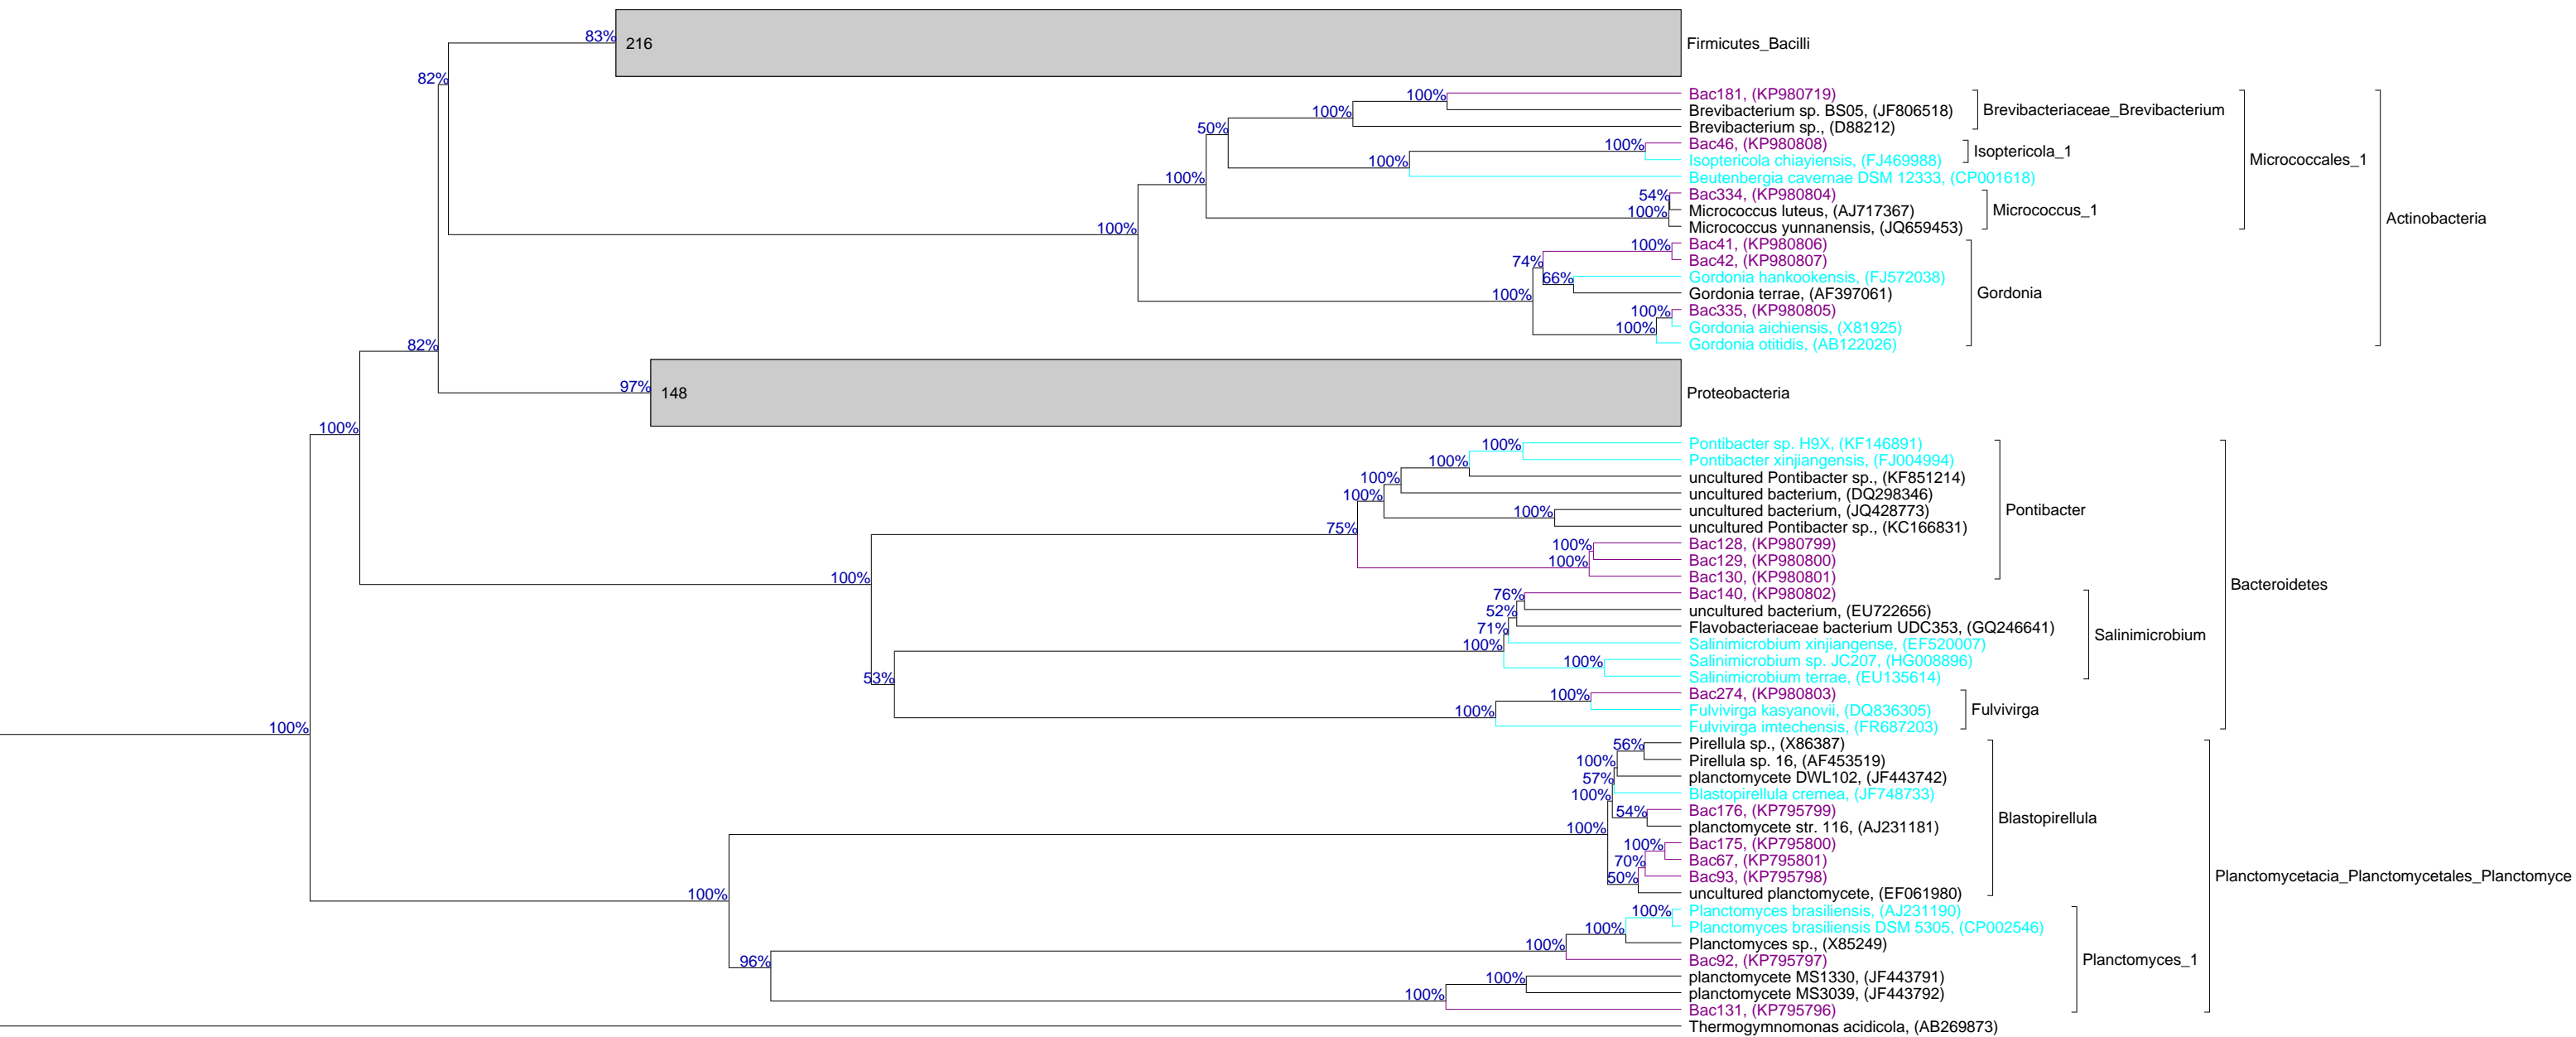 83%
216
Firmicutes_Bacilli
82%
100%
Bac181, (KP980719)
100%
Brevibacterium sp. BS05, (JF806518)
Brevibacteriaceae_Brevibacterium
50%
Brevibacterium sp., (D88212)
100%
Bac46, (KP980808)
Isoptericola_1
100%
Isoptericola chiayiensis, (FJ469988)
Micrococcales_1
100%
Beutenbergia cavernae DSM 12333, (CP001618)
54%
Bac334, (KP980804)
100%
Micrococcus luteus, (AJ717367)
Micrococcus_1
Actinobacteria
100%
Micrococcus yunnanensis, (JQ659453)
100%
Bac41, (KP980806)
74%
Bac42, (KP980807)
66%
Gordonia hankookensis, (FJ572038)
100%
Gordonia terrae, (AF397061)
Gordonia
100%
Bac335, (KP980805)
100%
Gordonia aichiensis, (X81925)
82%
Gordonia otitidis, (AB122026)
97%
148
Proteobacteria
100%
100%
Pontibacter sp. H9X, (KF146891)
100%
Pontibacter xinjiangensis, (FJ004994)
100%
uncultured Pontibacter sp., (KF851214)
100%
uncultured bacterium, (DQ298346)
100%
uncultured bacterium, (JQ428773)
Pontibacter
75%
uncultured Pontibacter sp., (KC166831)
100%
Bac128, (KP980799)
100%
Bac129, (KP980800)
100%
Bac130, (KP980801)
Bacteroidetes
76%
Bac140, (KP980802)
52%
uncultured bacterium, (EU722656)
71%
Flavobacteriaceae bacterium UDC353, (GQ246641)
Salinimicrobium
100%
Salinimicrobium xinjiangense, (EF520007)
100%
Salinimicrobium sp. JC207, (HG008896)
53%
Salinimicrobium terrae, (EU135614)
100%
Bac274, (KP980803)
100%
Fulvivirga kasyanovii, (DQ836305)
Fulvivirga
100%
Fulvivirga imtechensis, (FR687203)
56%
Pirellula sp., (X86387)
100%
Pirellula sp. 16, (AF453519)
57%
planctomycete DWL102, (JF443742)
100%
Blastopirellula cremea, (JF748733)
54%
Bac176, (KP795799)
Blastopirellula
100%
planctomycete str. 116, (AJ231181)
100%
Bac175, (KP795800)
70%
Bac67, (KP795801)
50%
Bac93, (KP795798)
Planctomycetacia_Planctomycetales_Planctomyce
100%
uncultured planctomycete, (EF061980)
100%
Planctomyces brasiliensis, (AJ231190)
100%
Planctomyces brasiliensis DSM 5305, (CP002546)
100%
Planctomyces sp., (X85249)
96%
Bac92, (KP795797)
Planctomyces_1
100%
planctomycete MS1330, (JF443791)
100%
planctomycete MS3039, (JF443792)
Bac131, (KP795796)
Thermogymnomonas acidicola, (AB269873)